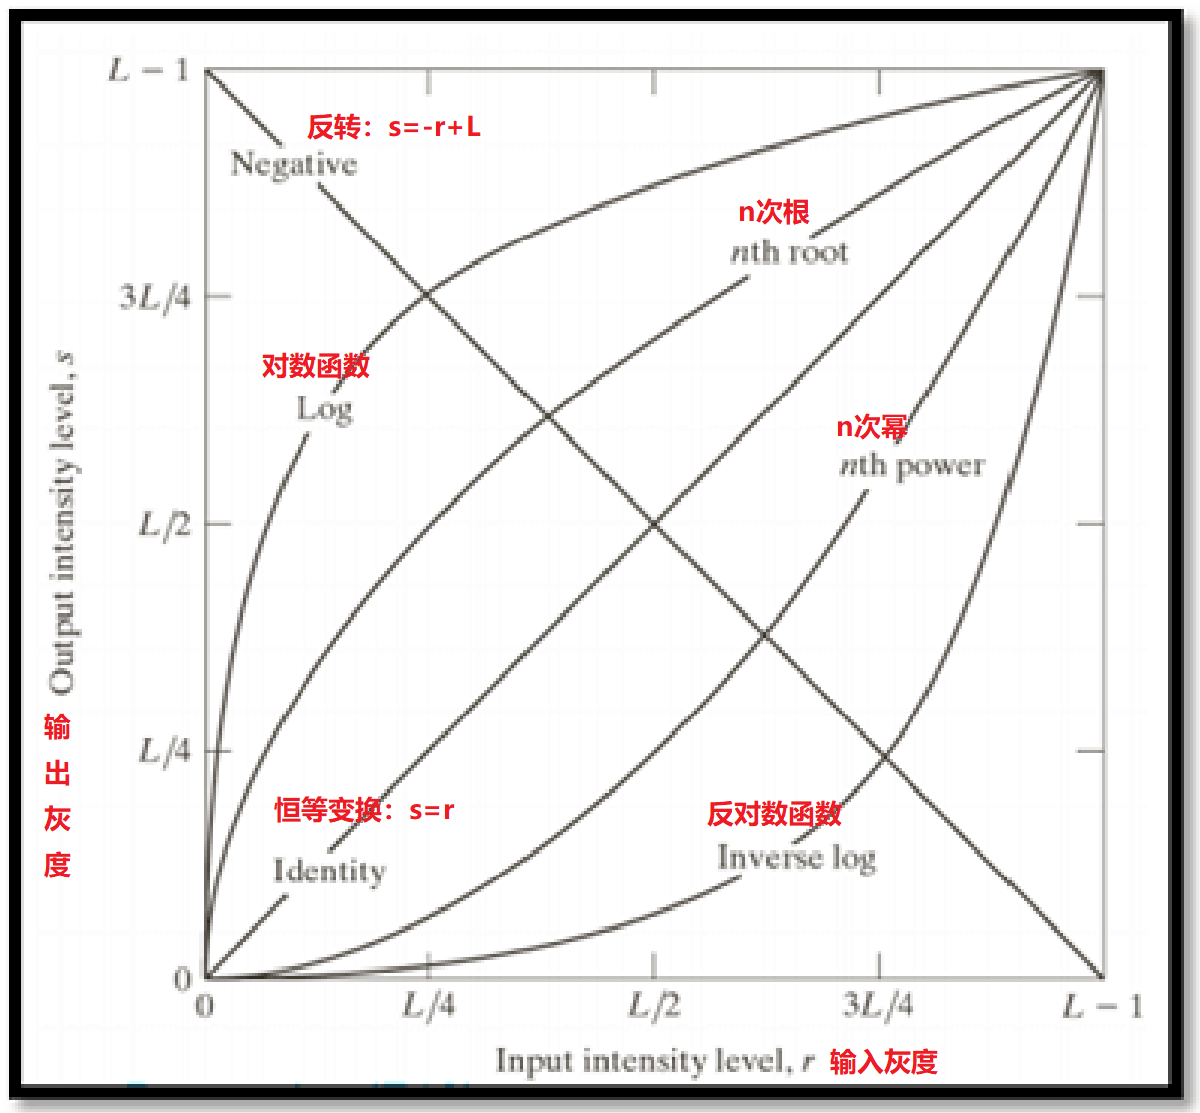 L − 1
反转：s=-r+L
Negative
n次根
nth root
3L/4
对数函数
Log
n次幂
nth power
Output intensity level, s
输出灰度
L/2
L/4
恒等变换：s=r
Identity
反对数函数
Inverse log
0
0
L/4
L/2
3L/4
L − 1
Input intensity level, r 输入灰度